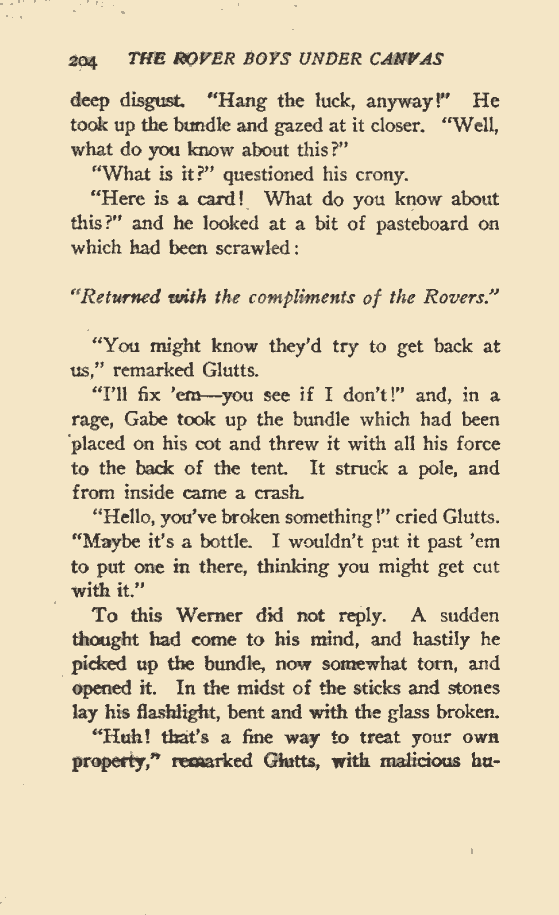 204 THE ROVER BOYS UNDER CANVAS
deep disgust. "Hang the luck, anyway!" He
took up the bundle and gazed at it closer. "Well,
what do you know about this?"
"What is it?" questioned his crony.
"Here is a card! What do you know about
this?" and he looked at a bit of pasteboard on
which had been scrawled:
"Returned with the compliments of the Rovers."
"You might know they'd try to get back at
us," remarked Glutts.
"I'll fix 'em—you see if I don't!" and, in a
rage, Gabe took up the bundle which had been
placed on his cot and threw it with all his force
to the back of the tent. It struck a pole, and
from inside came a crash.
"Hello, you've broken something!" cried Glutts.
"Maybe it's a bottle. I wouldn't put it past 'em
to put one in there, thinking you might get cut
with it."
To this Werner did not reply. A sudden
thought had come to his mind, and hastily he
picked up the bundle, now somewhat torn, and
opened it. In the midst of the sticks and stones
lay his flashlight, bent and with the glass broken.
"Huh! that's a fine way to treat your own
property," remarked Glutts, with malicious hu-